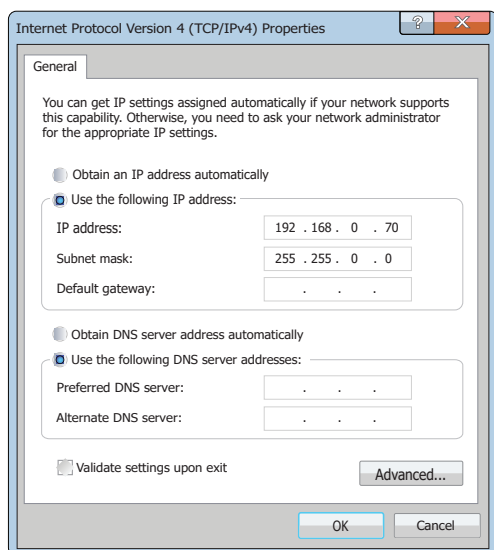 Internet Protocol Version 4 (TCP/IPv4) Properties
? X
General
You can get IP settings assigned automatically if your network supports
this capability. Otherwise, you need to ask your network administrator
for the appropriate IP settings.
Obtain an IP address automatically
Use the following IP address:
IP address: 192 . 168 . 0 . 70
Subnet mask: 255 . 255 . 0 . 0
Default gateway: . . .
Obtain DNS server address automatically
Use the following DNS server addresses:
Preferred DNS server: . . .
Alternate DNS server: . . .
Validate settings upon exit
Advanced...
OK Cancel